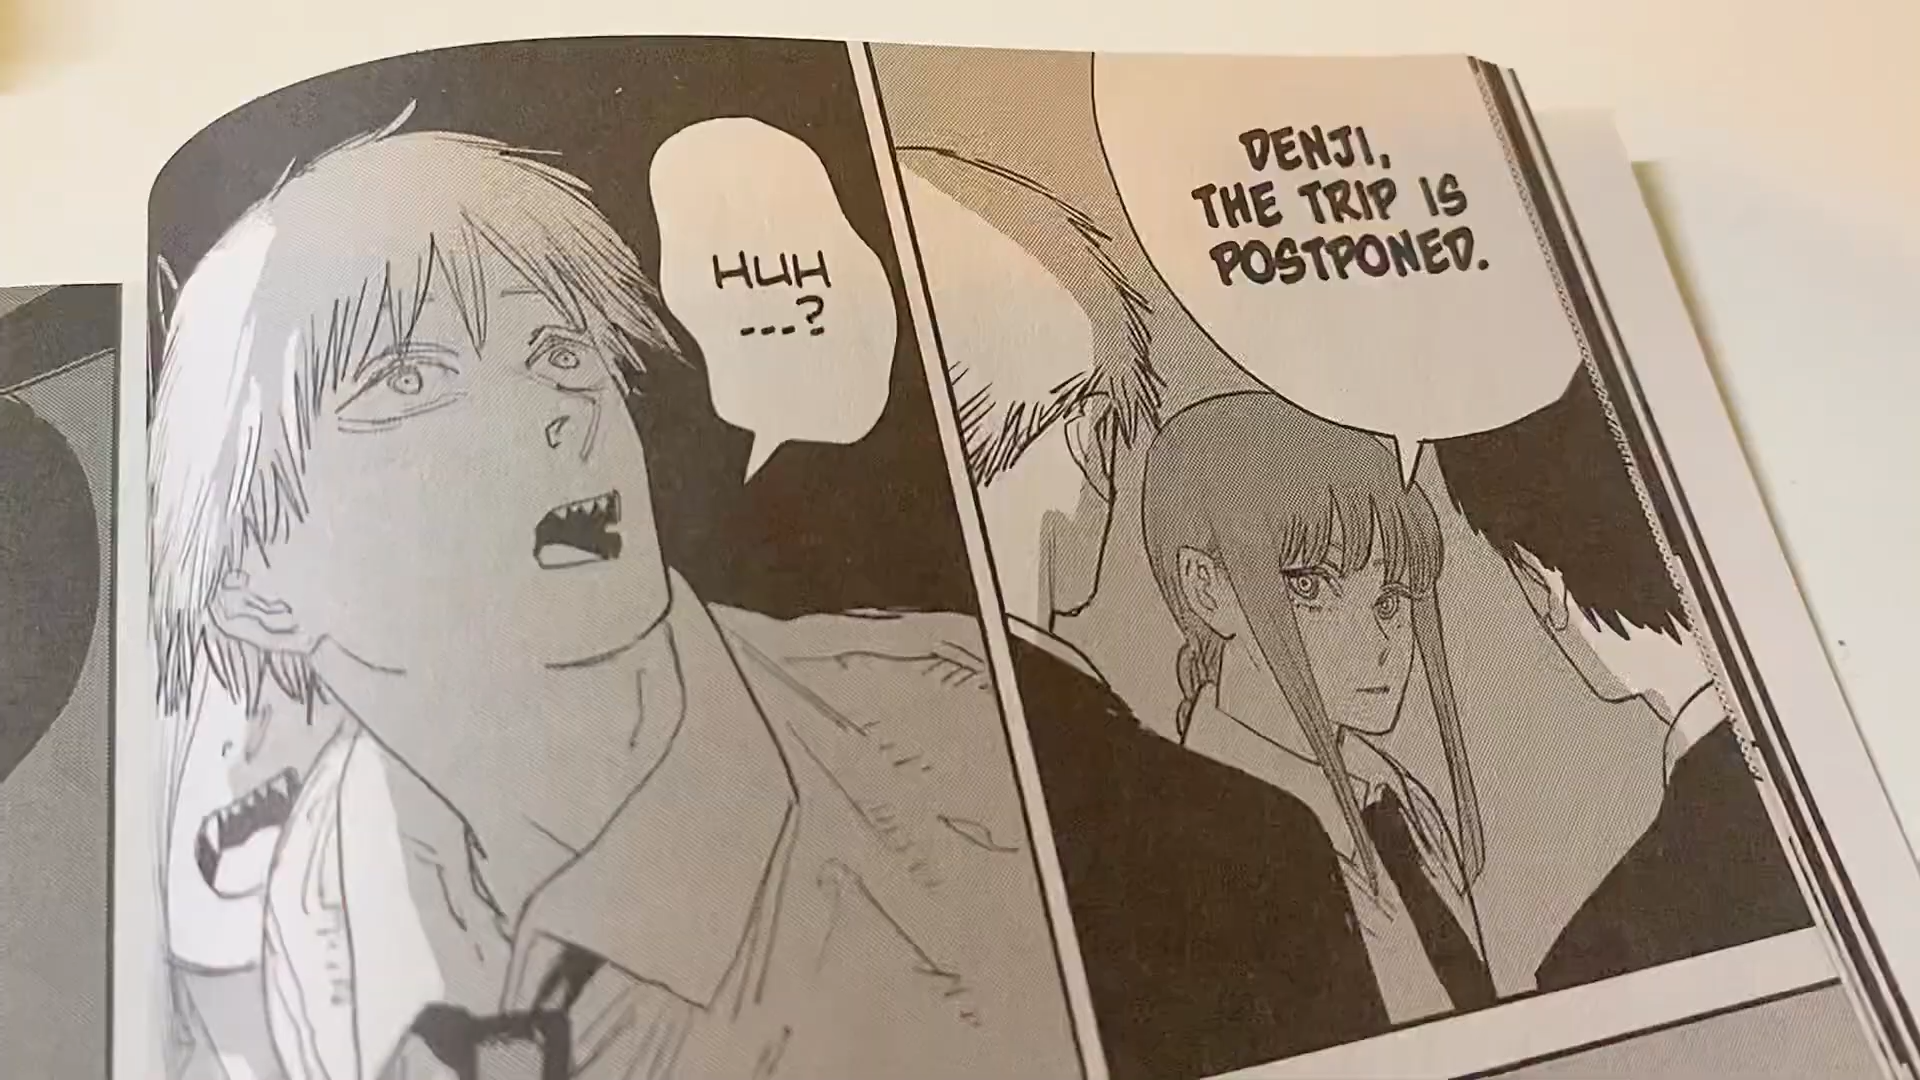 DENJI,
THE TRIP IS
POSTPONED.
HUH
...?